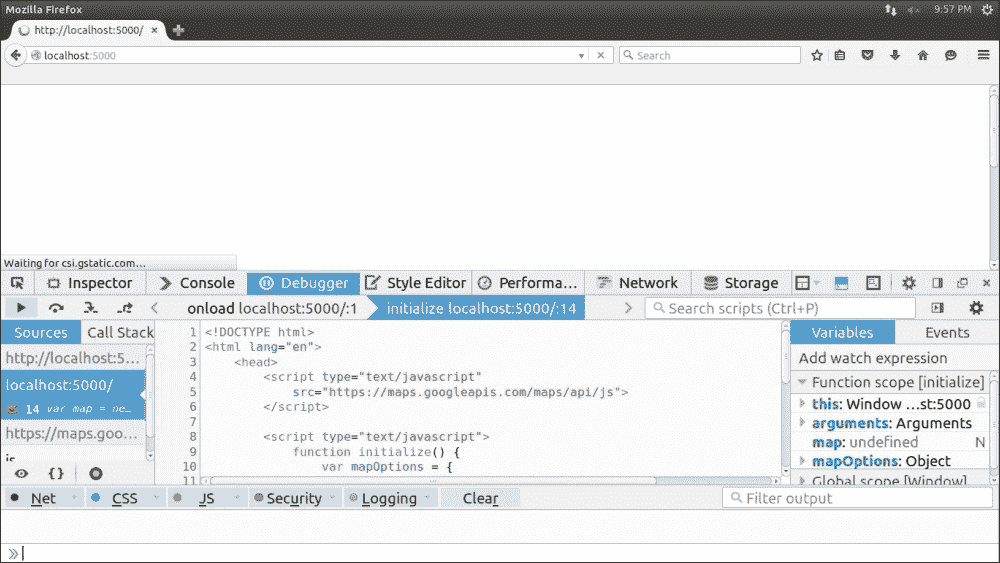 Mozilla Firefox 9:57 PM
http://localhost:5000/
localhost:5000 Search
Waiting for csi.gstatic.com…
Inspector Console Debugger Style Editor Performa… Network Storage
onload localhost:5000/:1 initialize localhost:5000/:14 Search scripts (Ctrl+P)
Sources Call Stack
http://localhost:5…
localhost:5000/
14 var map = ne…
https://maps.goo…
js
{}
1 <!DOCTYPE html>
2 <html lang="en">
3 <head>
4 <script type="text/javascript"
5 src="https://maps.googleapis.com/maps/api/js">
6 </script>
7
8 <script type="text/javascript">
9 function initialize() {
10 var mapOptions = {
11
Variables Events
Add watch expression
Function scope [initialize]
this: Window …st:5000
arguments: Arguments
map: undefined N
mapOptions: Object
Global scope [Window]
Net CSS JS Security Logging Clear Filter output
»